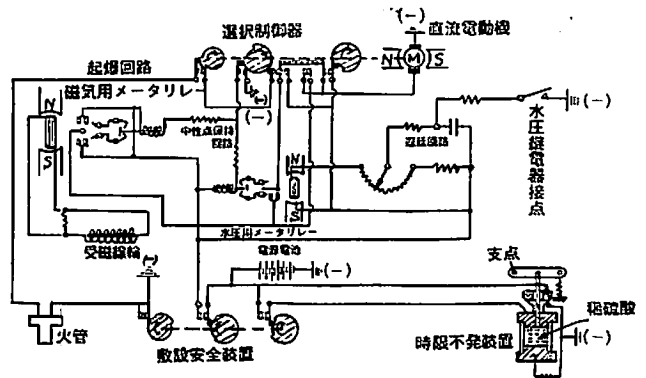 (-)
選択制御器
直流電動機
N M S
起爆回路
磁気用メータリレー
(-)
(-)
N
S
中性点保持
回路
遅延回路
水圧継電器接点
N
S
水圧用メータリレー
受磁線輪
電源電池
(-)
(-)
支点
稀硫酸
火管
敷設安全装置
時限不発装置
(-)